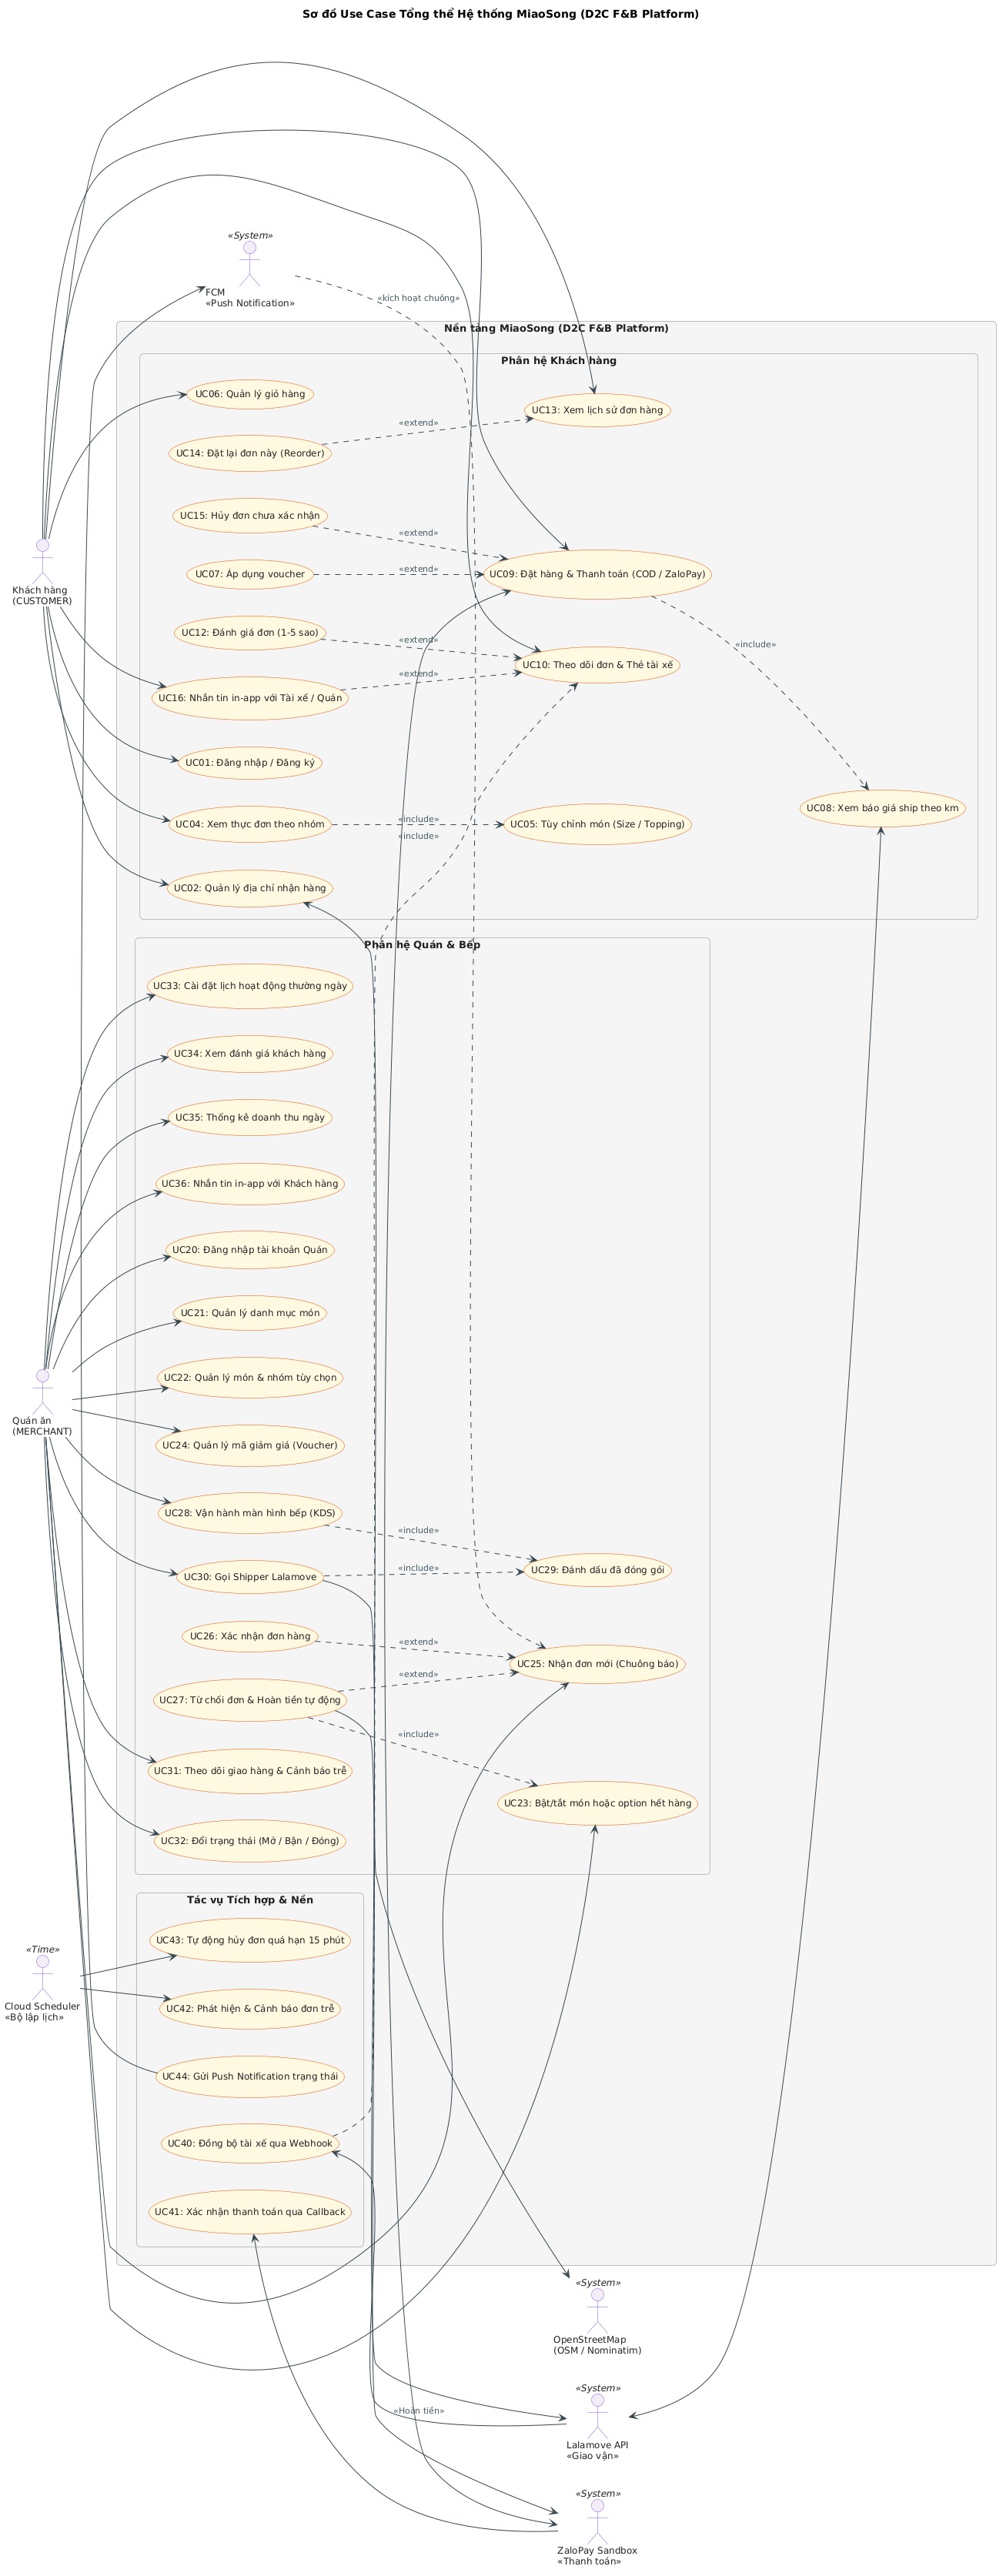 Sơ đồ Use Case Tổng thể Hệ thống MiaoSong (D2C F&B Platform)
«System»
FCM
«Push Notification»
«kích hoạt chuông»
Nền tảng MiaoSong (D2C F&B Platform)
Phân hệ Khách hàng
UC06: Quản lý giỏ hàng
UC13: Xem lịch sử đơn hàng
«extend»
UC14: Đặt lại đơn này (Reorder)
UC15: Hủy đơn chưa xác nhận
«extend»
Khách hàng
(CUSTOMER)
UC07: Áp dụng voucher
«extend»
UC09: Đặt hàng & Thanh toán (COD / ZaloPay)
UC12: Đánh giá đơn (1-5 sao)
«extend»
«include»
UC10: Theo dõi đơn & Thẻ tài xế
«extend»
UC16: Nhắn tin in-app với Tài xế / Quán
UC01: Đăng nhập / Đăng ký
UC08: Xem báo giá ship theo km
UC04: Xem thực đơn theo nhóm
«include»
«include»
UC05: Tùy chỉnh món (Size / Topping)
UC02: Quản lý địa chỉ nhận hàng
Phân hệ Quán & Bếp
UC33: Cài đặt lịch hoạt động thường ngày
UC34: Xem đánh giá khách hàng
UC35: Thống kê doanh thu ngày
UC36: Nhắn tin in-app với Khách hàng
UC20: Đăng nhập tài khoản Quán
UC21: Quản lý danh mục món
UC22: Quản lý món & nhóm tùy chọn
Quán ăn
(MERCHANT)
UC24: Quản lý mã giảm giá (Voucher)
UC28: Vận hành màn hình bếp (KDS)
«include»
UC30: Gọi Shipper Lalamove
«include»
UC29: Đánh dấu đã đóng gói
UC26: Xác nhận đơn hàng
«extend»
UC25: Nhận đơn mới (Chuông báo)
«extend»
UC27: Từ chối đơn & Hoàn tiền tự động
«include»
UC31: Theo dõi giao hàng & Cảnh báo trễ
UC23: Bật/tắt món hoặc option hết hàng
UC32: Đổi trạng thái (Mở / Bận / Đóng)
Tác vụ Tích hợp & Nền
UC43: Tự động hủy đơn quá hạn 15 phút
«Time»
Cloud Scheduler
«Bộ lập lịch»
UC42: Phát hiện & Cảnh báo đơn trễ
UC44: Gửi Push Notification trạng thái
UC40: Đồng bộ tài xế qua Webhook
UC41: Xác nhận thanh toán qua Callback
«System»
OpenStreetMap
(OSM / Nominatim)
«System»
«Hoàn tiền»
Lalamove API
«Giao vận»
«System»
ZaloPay Sandbox
«Thanh toán»